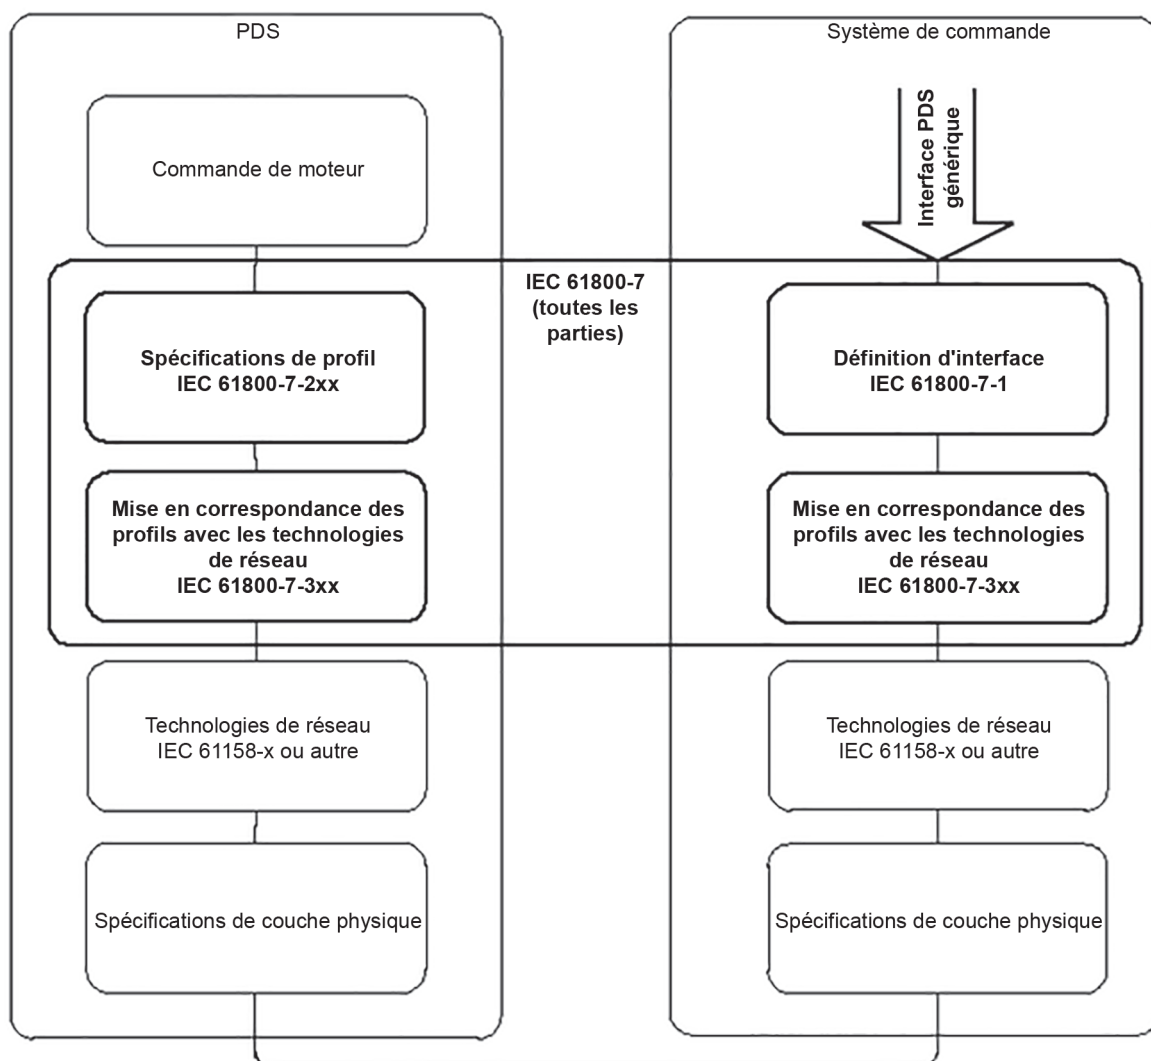 PDS
Commande de moteur
Spécifications de profil
IEC 61800-7-2xx
Mise en correspondance des
profils avec les technologies
de réseau
IEC 61800-7-3xx
Technologies de réseau
IEC 61158-x ou autre
Spécifications de couche physique
IEC 61800-7
(toutes les
parties)
Système de commande
Interface PDS
générique
Définition d'interface
IEC 61800-7-1
Mise en correspondance des
profils avec les technologies
de réseau
IEC 61800-7-3xx
Technologies de réseau
IEC 61158-x ou autre
Spécifications de couche physique